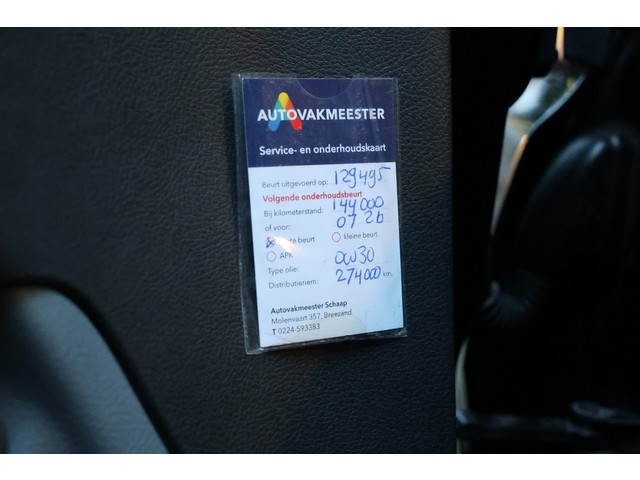 AUTOVAKMEESTER
Service- en onderhoudskaart
Beurt uitgevoerd op: 129495
Volgende onderhoudsbeurt
Bij kilometerstand: 144000
of voor: 07 26
beurt kleine beurt
APK
Type olie: 0W30
Distributieriem: 274000 km.
Autovakmeester Schaap
Molenvaart 357, Breezand
T 0224-593383